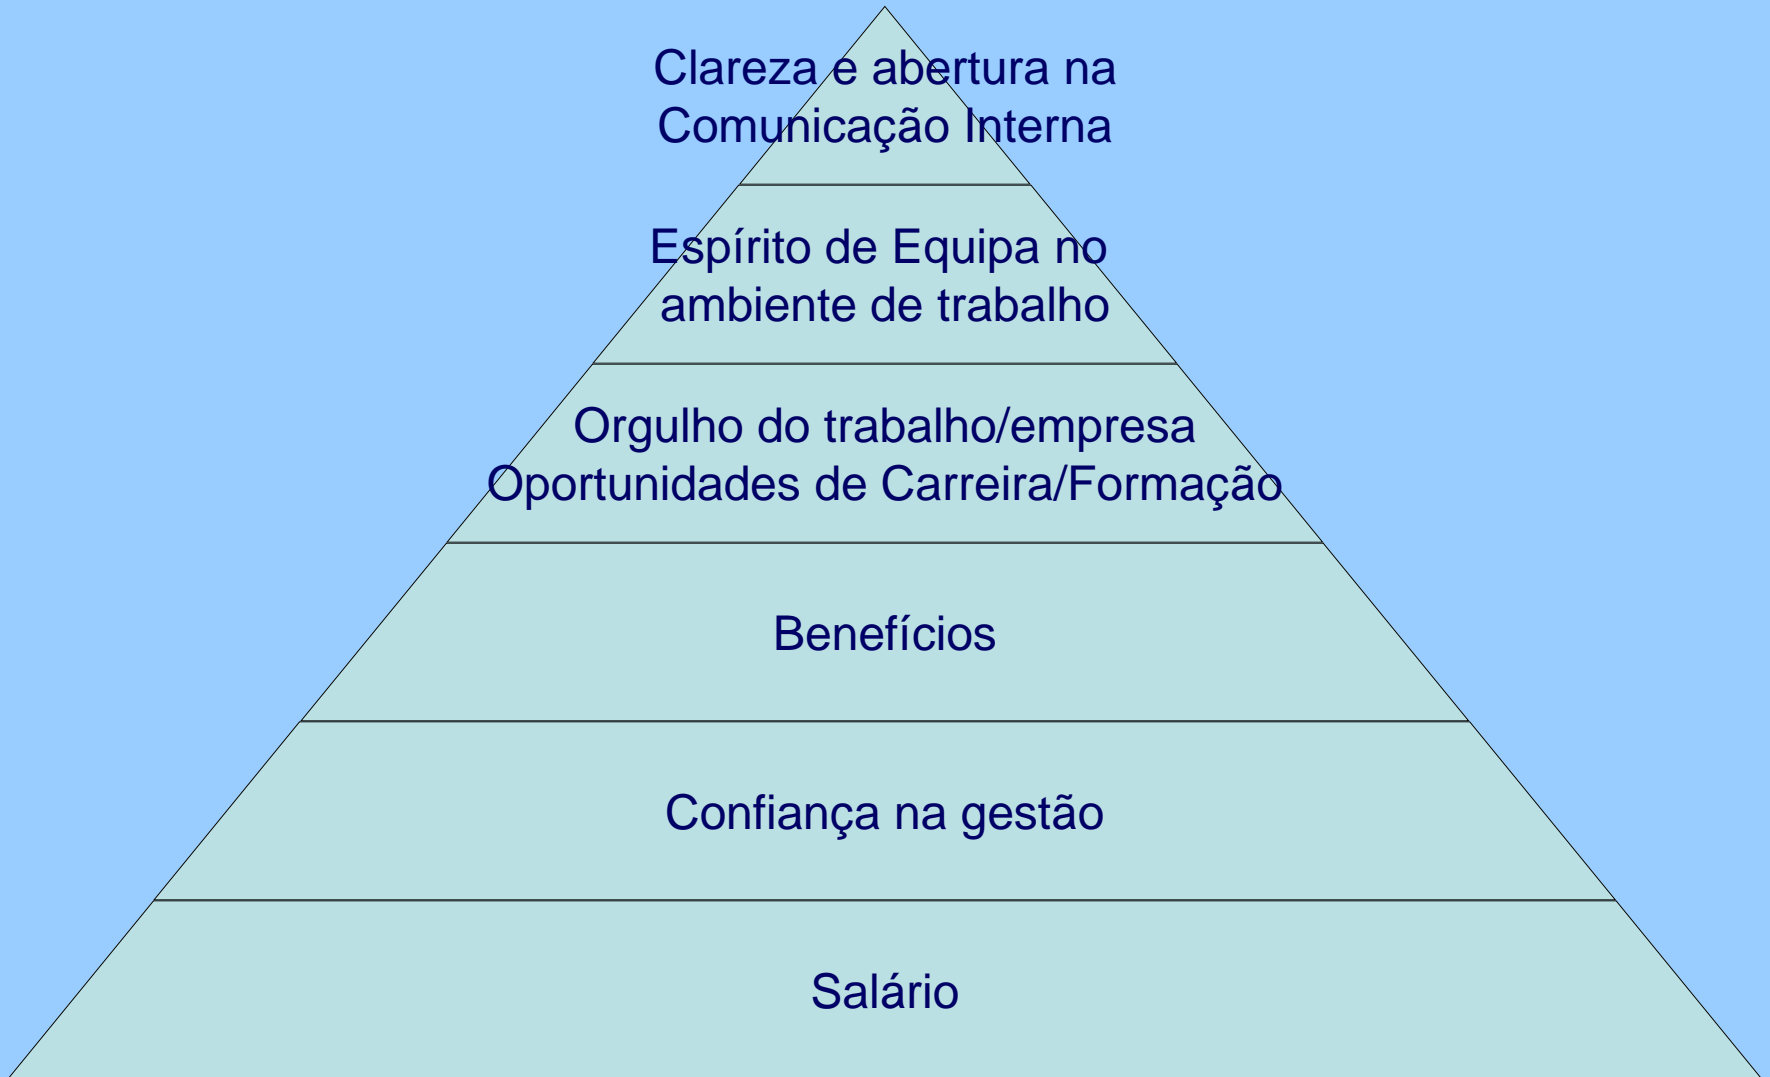 Clareza e abertura na
Comunicação Interna
Espírito de Equipa no
ambiente de trabalho
Orgulho do trabalho/empresa
Oportunidades de Carreira/Formação
Benefícios
Confiança na gestão
Salário